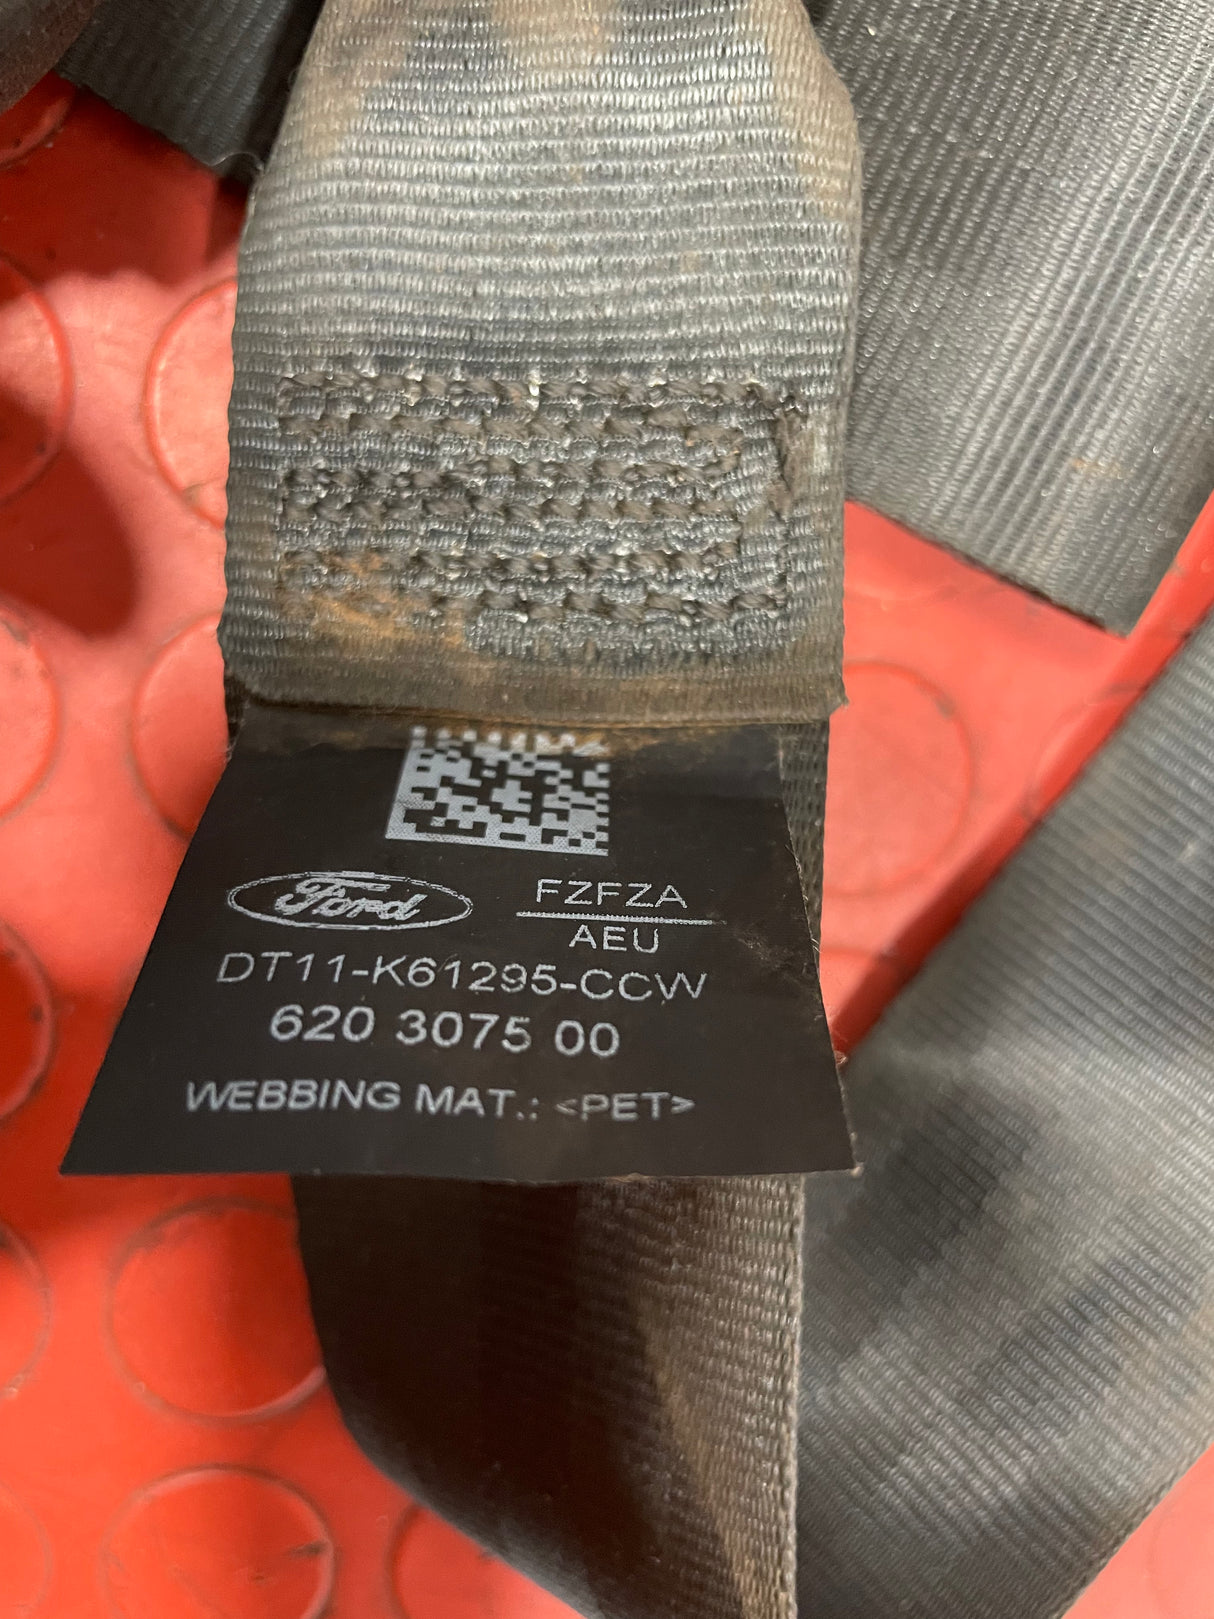 Ford
FZFZA
AEU
DT11-K61295-CCW
620 3075 00
WEBBING MAT.: <PET>